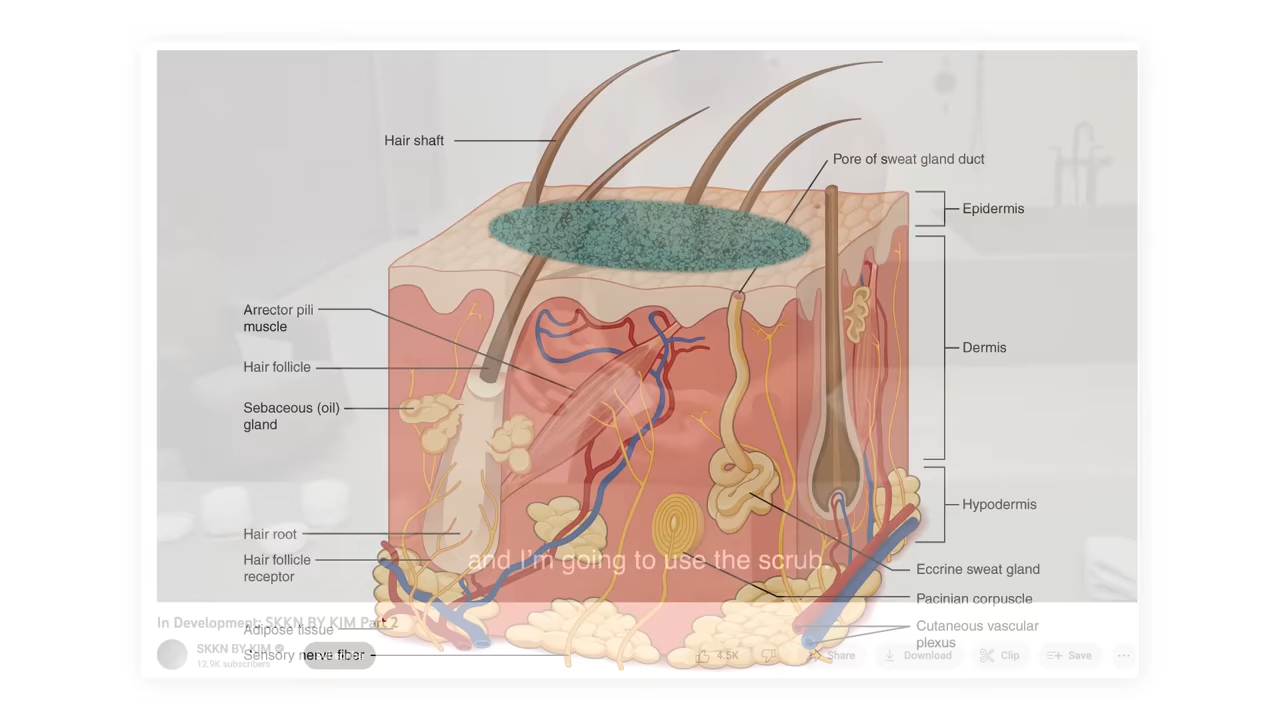 Hair shaft
Pore of sweat gland duct
Epidermis
Arrector pili
muscle
Dermis
Hair follicle
Sebaceous (oil)
gland
Hypodermis
Hair root
Hair follicle
receptor
and I'm going to use the scrub.
Eccrine sweat gland
Pacinian corpuscle
In Development: SKKN BY KIM Part 2
Adipose tissue
Cutaneous vascular
plexus
SKKN BY KIM
12.9K subscribers
Sensory nerve fiber
4.5K
Share
Download
Clip
Save